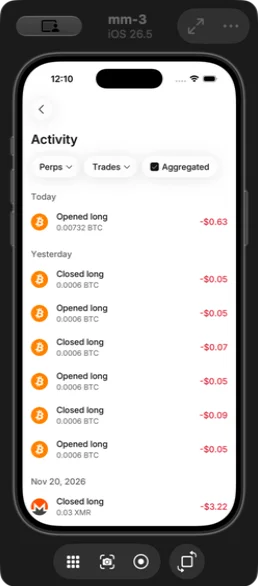 mm-3
iOS 26.5
12:10
Activity
Perps
Trades
Aggregated
Today
Opened long
-$0.63
0.00732 BTC
Yesterday
Closed long
-$0.05
0.0006 BTC
Opened long
-$0.05
0.0006 BTC
Closed long
-$0.07
0.0006 BTC
Opened long
-$0.05
0.0006 BTC
Closed long
-$0.09
0.0006 BTC
Opened long
-$0.05
0.0006 BTC
Nov 20, 2026
Closed long
-$3.22
0.03 XMR